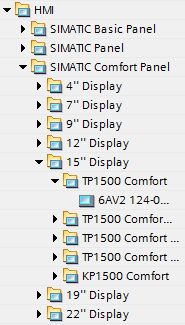 HMI
SIMATIC Basic Panel
SIMATIC Panel
SIMATIC Comfort Panel
4'' Display
7'' Display
9'' Display
12'' Display
15'' Display
TP1500 Comfort
6AV2 124-0...
TP1500 Comfor...
TP1500 Comfort ...
TP1500 Comfort ...
KP1500 Comfort
19'' Display
22'' Display